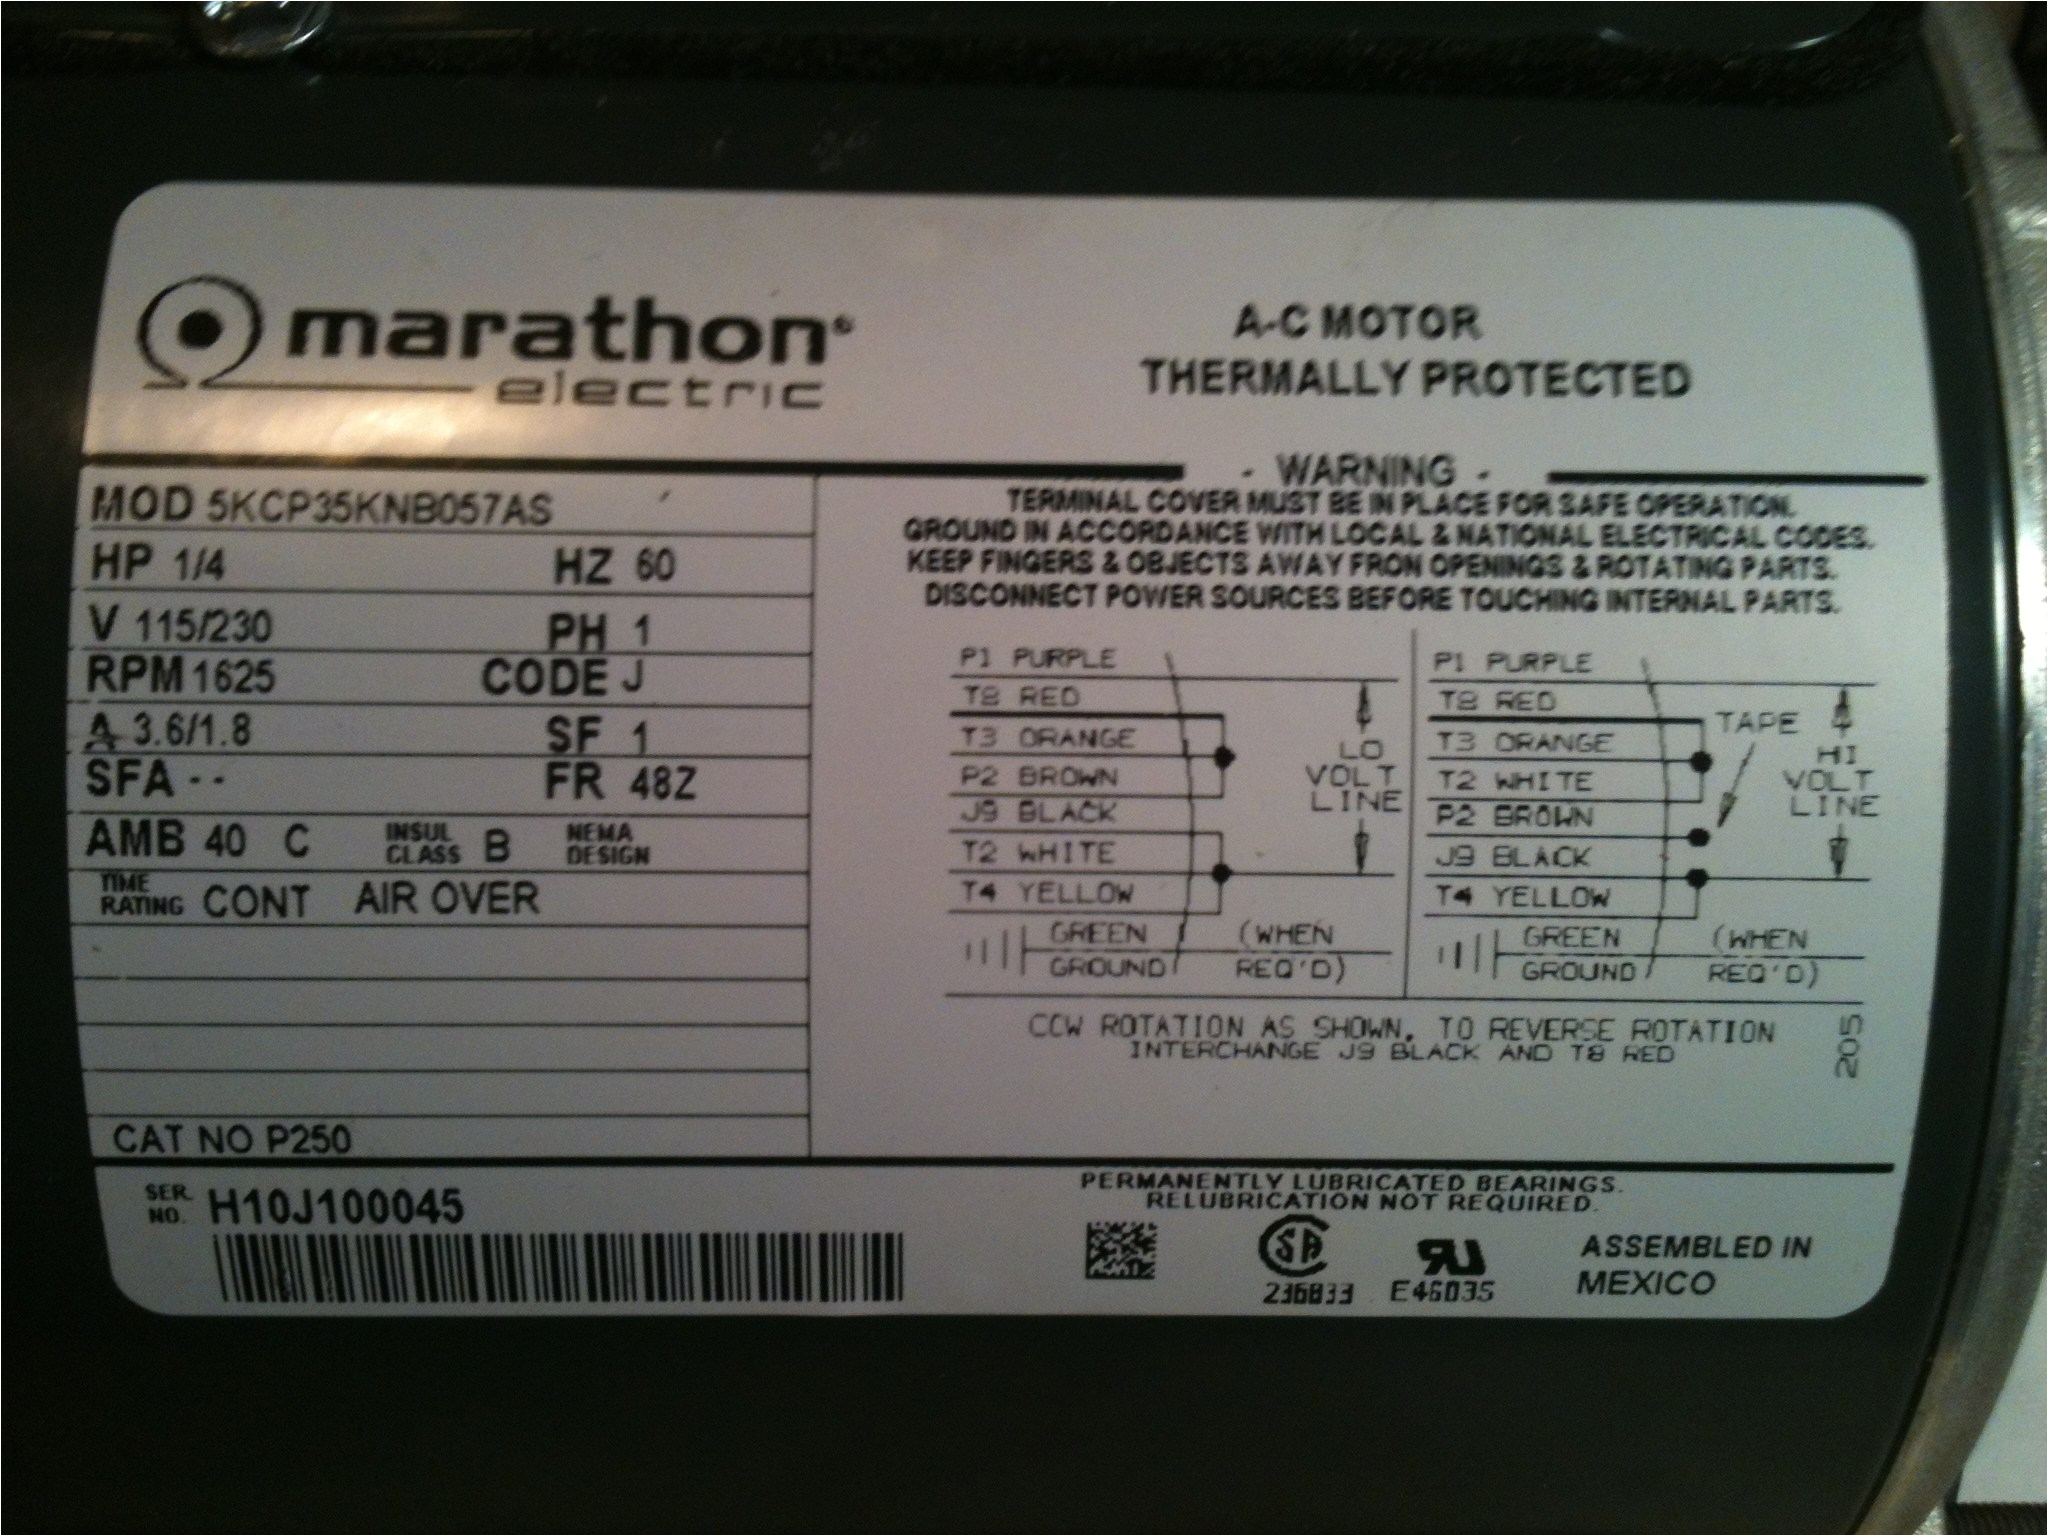 marathon®
electric
A-C MOTOR
THERMALLY PROTECTED
MOD 5KCP35KNB057AS
HP 1/4 HZ 60
V 115/230 PH 1
RPM 1625 CODE J
A 3.6/1.8 SF 1
SFA -- FR 48Z
AMB 40 C INSUL CLASS B NEMA DESIGN
TIME RATING CONT AIR OVER
CAT NO P250
- WARNING -
TERMINAL COVER MUST BE IN PLACE FOR SAFE OPERATION.
GROUND IN ACCORDANCE WITH LOCAL & NATIONAL ELECTRICAL CODES.
KEEP FINGERS & OBJECTS AWAY FRON OPENINGS & ROTATING PARTS.
DISCONNECT POWER SOURCES BEFORE TOUCHING INTERNAL PARTS.
P1 PURPLE
T8 RED
T3 ORANGE
P2 BROWN
J9 BLACK
T2 WHITE
T4 YELLOW
GREEN (WHEN
GROUND REQ'D)
LO
VOLT
LINE
P1 PURPLE
T8 RED
T3 ORANGE
T2 WHITE
P2 BROWN
J9 BLACK
T4 YELLOW
GREEN (WHEN
GROUND REQ'D)
TAPE
HI
VOLT
LINE
CCW ROTATION AS SHOWN. TO REVERSE ROTATION
INTERCHANGE J9 BLACK AND T8 RED
205
SER. NO. H10J100045
PERMANENTLY LUBRICATED BEARINGS.
RELUBRICATION NOT REQUIRED.
SA
236833
RU
E46035
ASSEMBLED IN
MEXICO